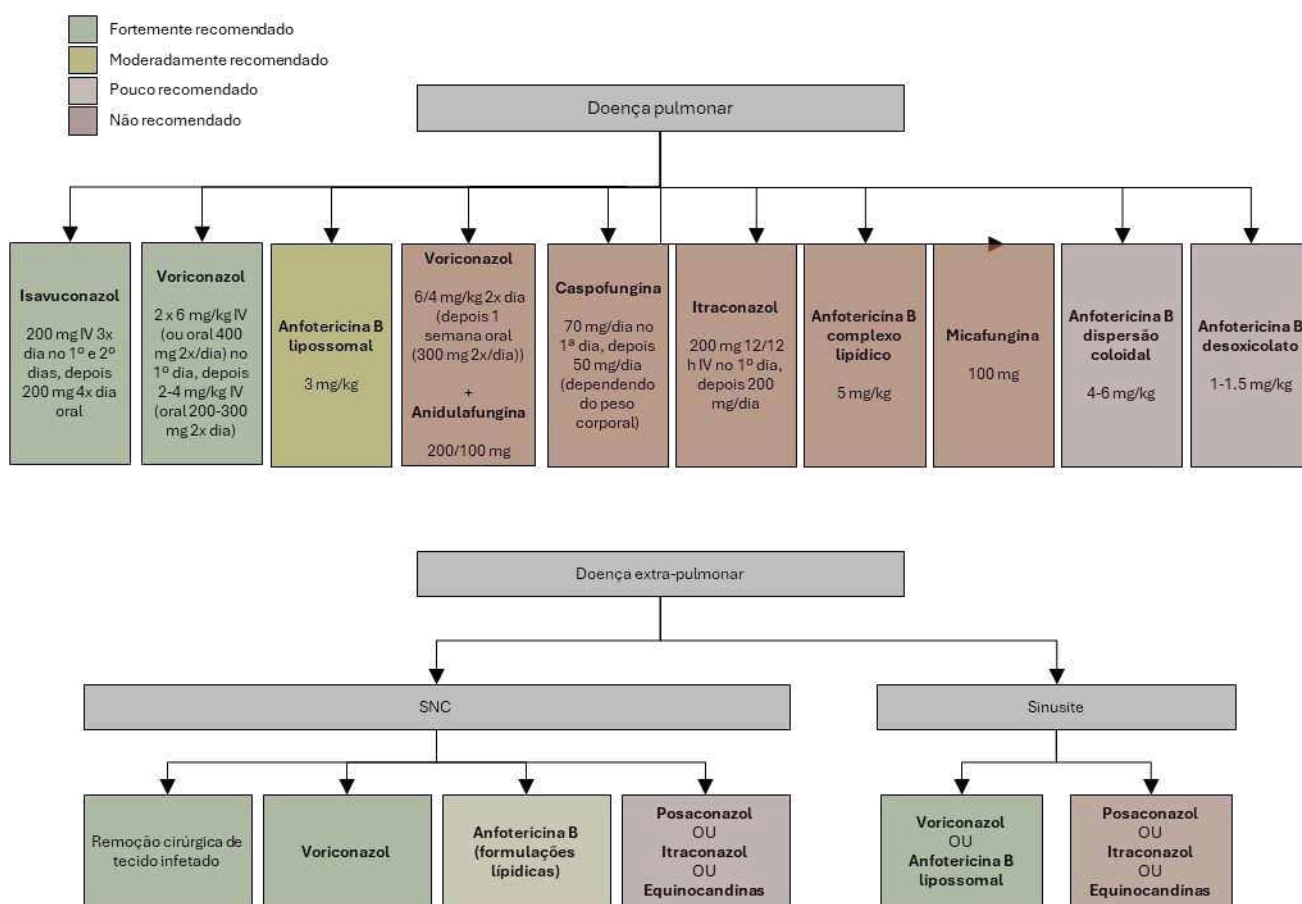 Fortemente recomendado
Moderadamente recomendado
Pouco recomendado
Não recomendado
Doença pulmonar
Isavuconazol
200 mg IV 3x
dia no 1º e 2º
dias, depois
200 mg 4x dia
oral
Voriconazol
2 x 6 mg/kg IV
(ou oral 400
mg 2x/dia) no
1º dia, depois
2-4 mg/kg IV
(oral 200-300
mg 2x dia)
Anfotericina B
lipossomal
3 mg/kg
Voriconazol
6/4 mg/kg 2x dia
(depois 1
semana oral
(300 mg 2x/dia))
+
Anidulafungina
200/100 mg
Caspofungina
70 mg/dia no
1ª dia, depois
50 mg/dia
(dependendo
do peso
corporal)
Itraconazol
200 mg 12/12
h IV no 1º dia,
depois 200
mg/dia
Anfotericina B
complexo
lipídico
5 mg/kg
Micafungina
100 mg
Anfotericina B
dispersão
coloidal
4-6 mg/kg
Anfotericina B
desoxicolato
1-1.5 mg/kg
Doença extra-pulmonar
SNC
Sinusite
Remoção cirúrgica de
tecido infetado
Voriconazol
Anfotericina B
(formulações
lípidicas)
Posaconazol
OU
Itraconazol
OU
Equinocandinas
Voriconazol
OU
Anfotericina B
lipossomal
Posaconazol
OU
Itraconazol
OU
Equinocandinas